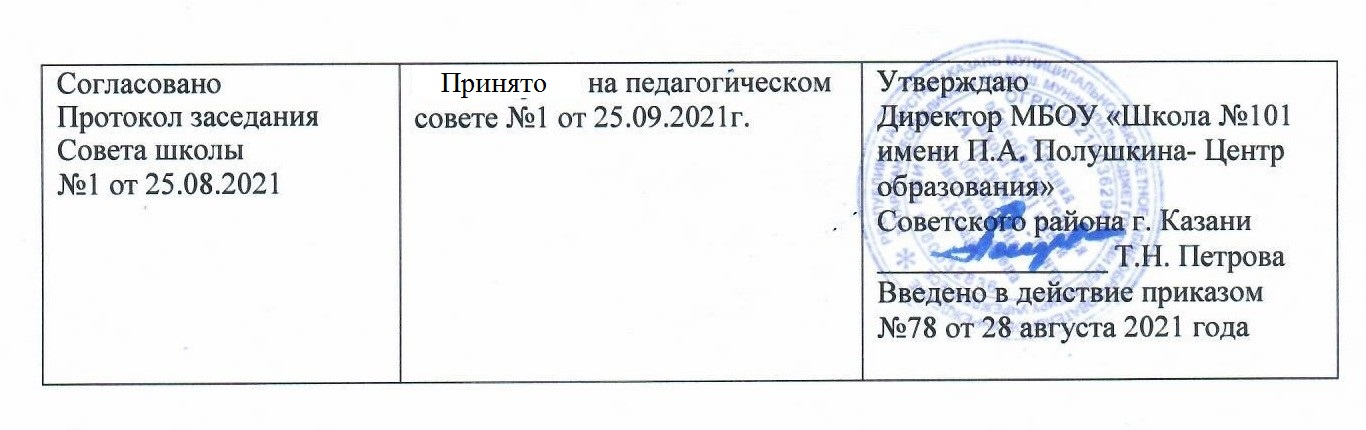 Согласовано
Протокол заседания
Совета школы
№1 от 25.08.2021
Принято на педагогическом
совете №1 от 25.09.2021г.
Утверждаю
Директор МБОУ «Школа №101
имени П.А. Полушкина- Центр
образования»
Советского района г. Казани
Т.Н. Петрова
Введено в действие приказом
№78 от 28 августа 2021 года